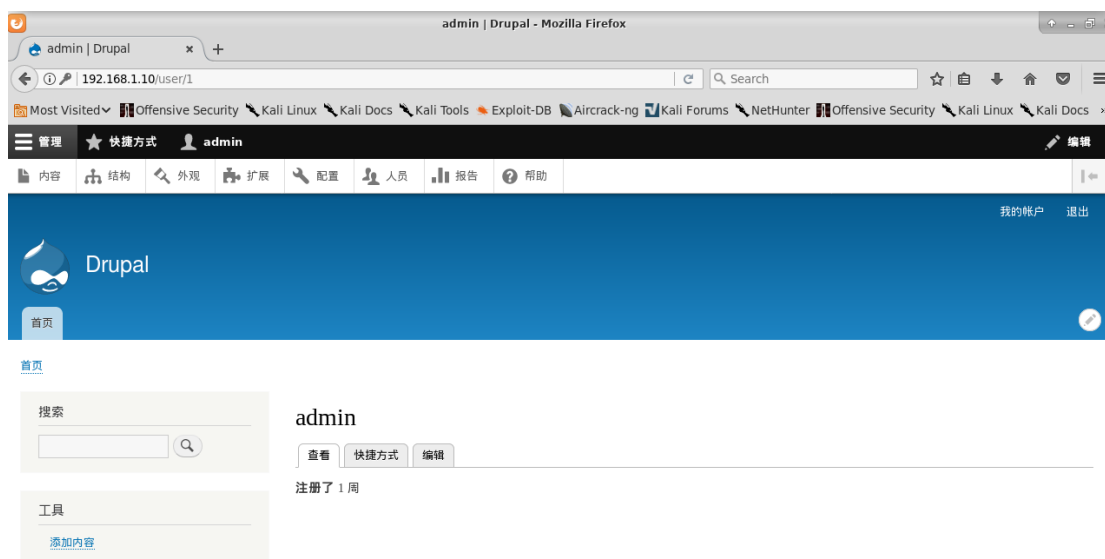 admin | Drupal - Mozilla Firefox
admin | Drupal × +
192.168.1.10/user/1 Search
Most Visited Offensive Security Kali Linux Kali Docs Kali Tools Exploit-DB Aircrack-ng Kali Forums NetHunter Offensive Security Kali Linux Kali Docs »
管理 快捷方式 admin 编辑
内容 结构 外观 扩展 配置 人员 报告 帮助
我的帐户 退出
Drupal
首页
首页
搜索
admin
查看 快捷方式 编辑
注册了 1 周
工具
添加内容